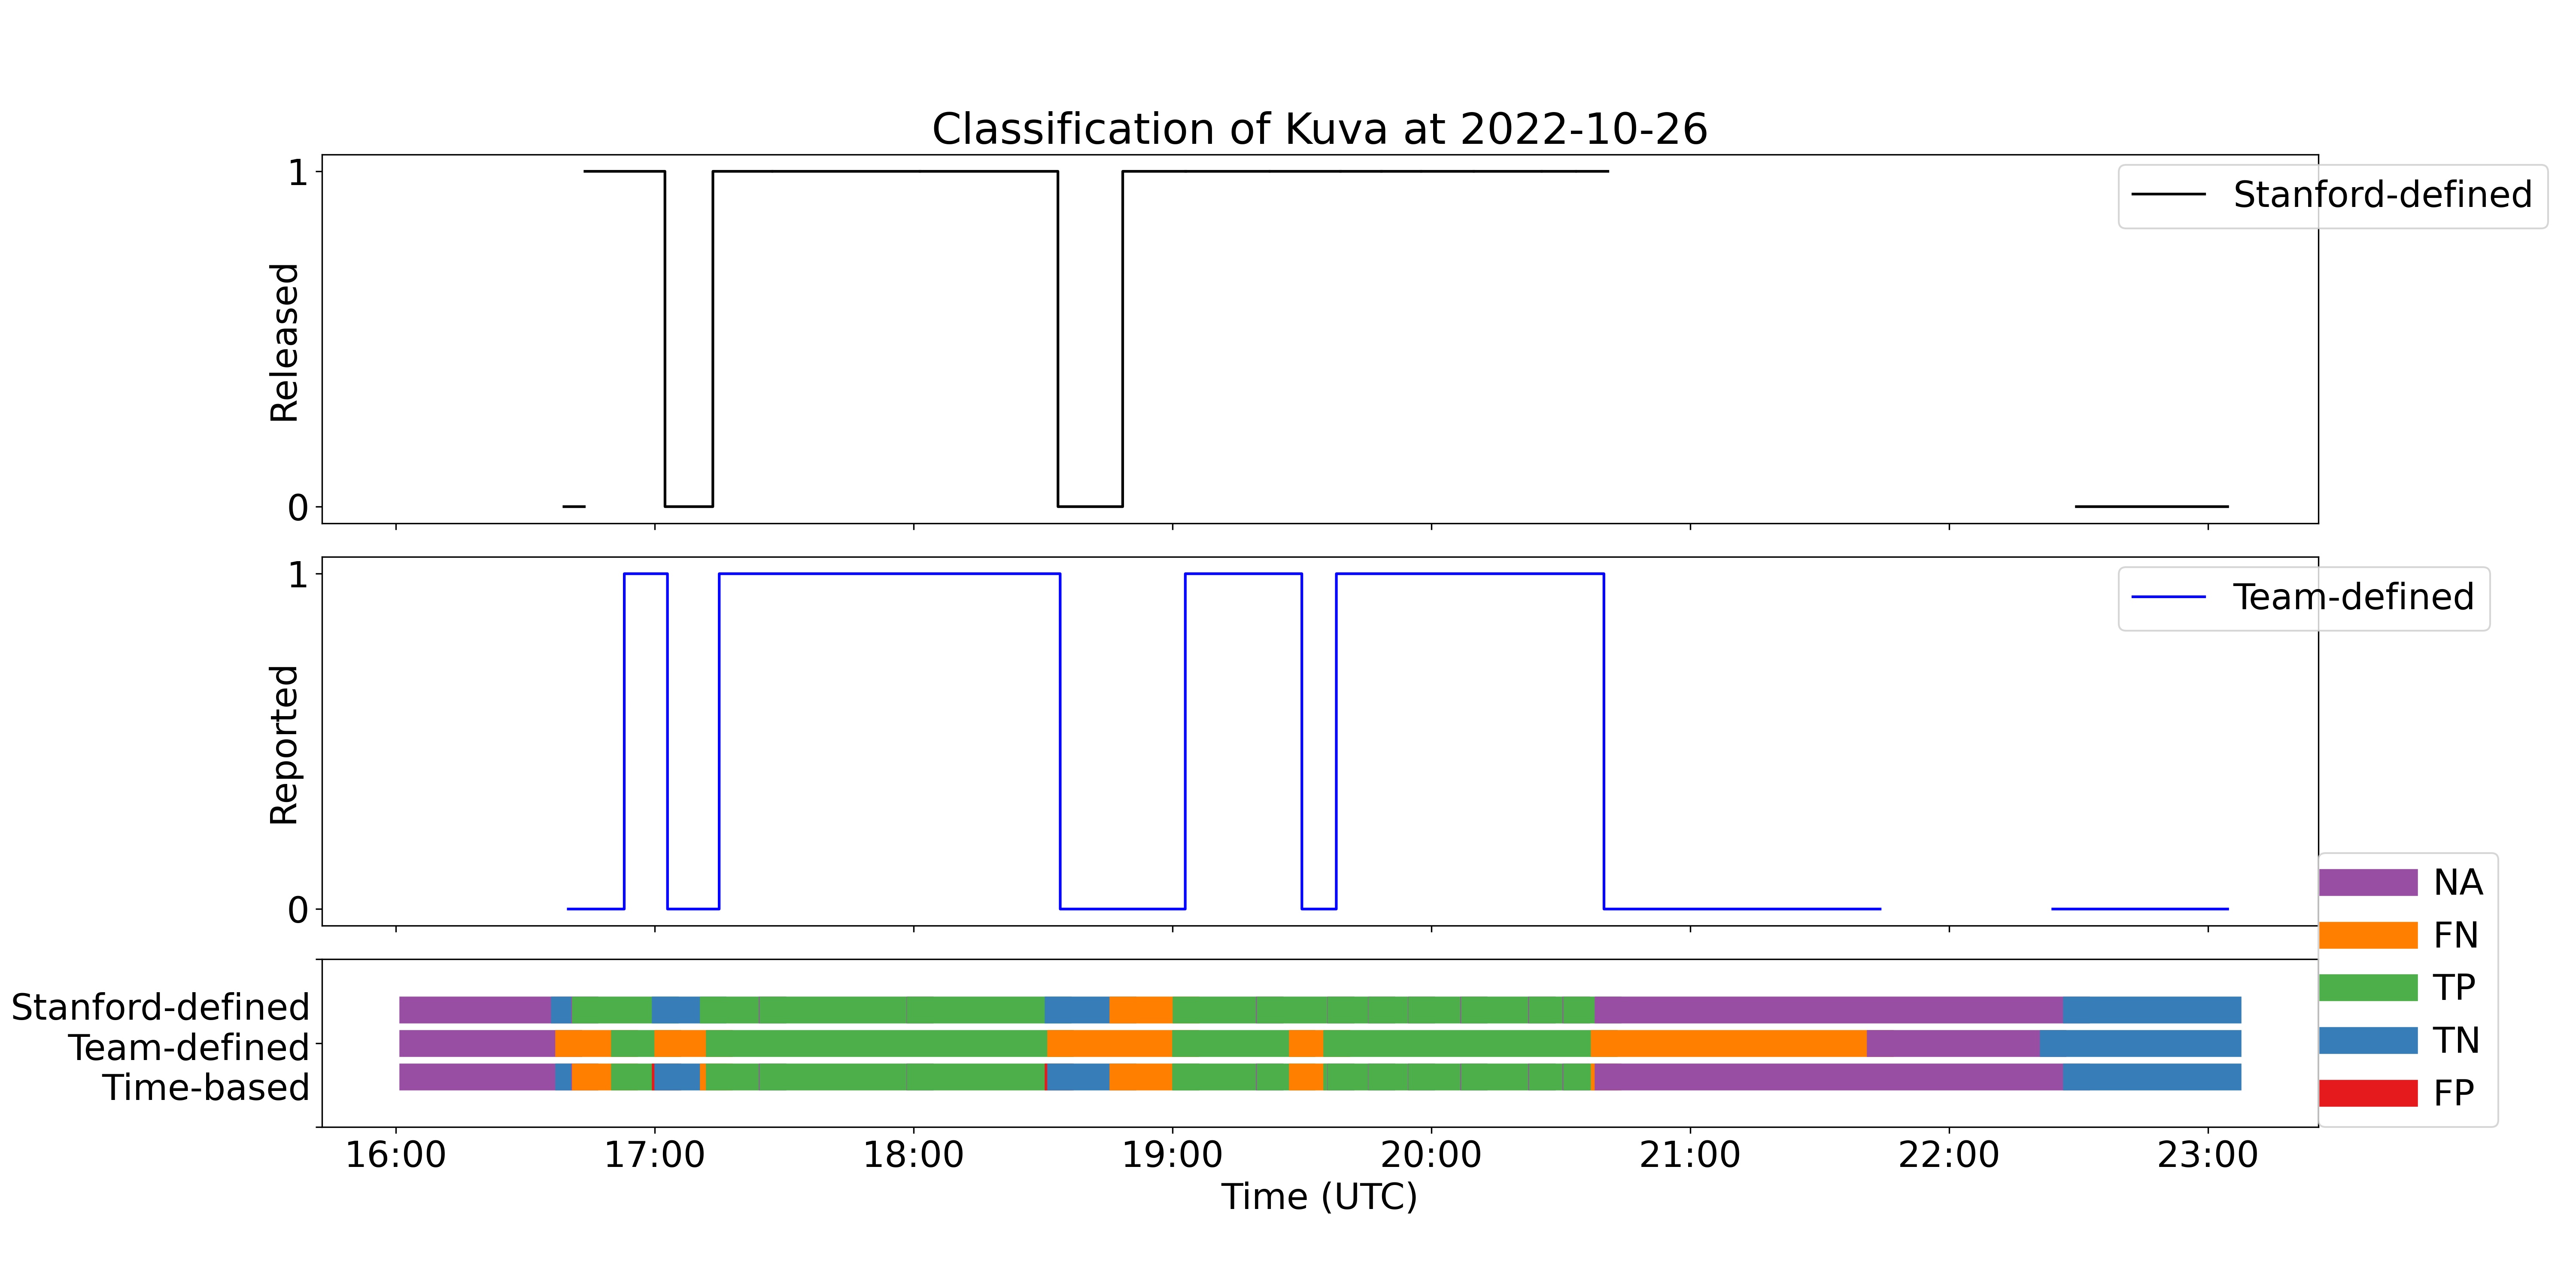 Classification of Kuva at 2022-10-26
1
Released
0
Stanford-defined
1
Reported
0
Team-defined
NA
FN
TP
TN
FP
Stanford-defined
Team-defined
Time-based
16:00 17:00 18:00 19:00 20:00 21:00 22:00 23:00
Time (UTC)